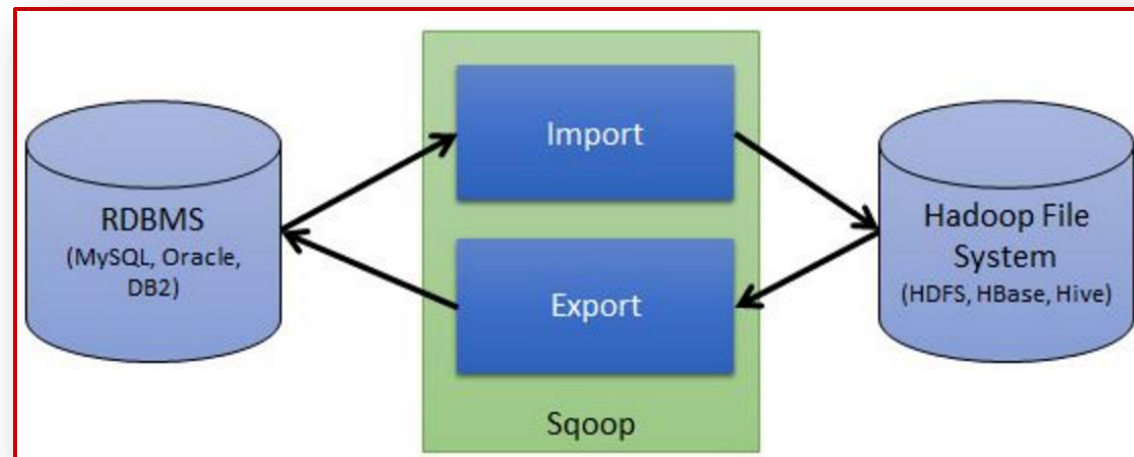 RDBMS
(MySQL, Oracle,
DB2)
Import
Export
Sqoop
Hadoop File
System
(HDFS, HBase, Hive)